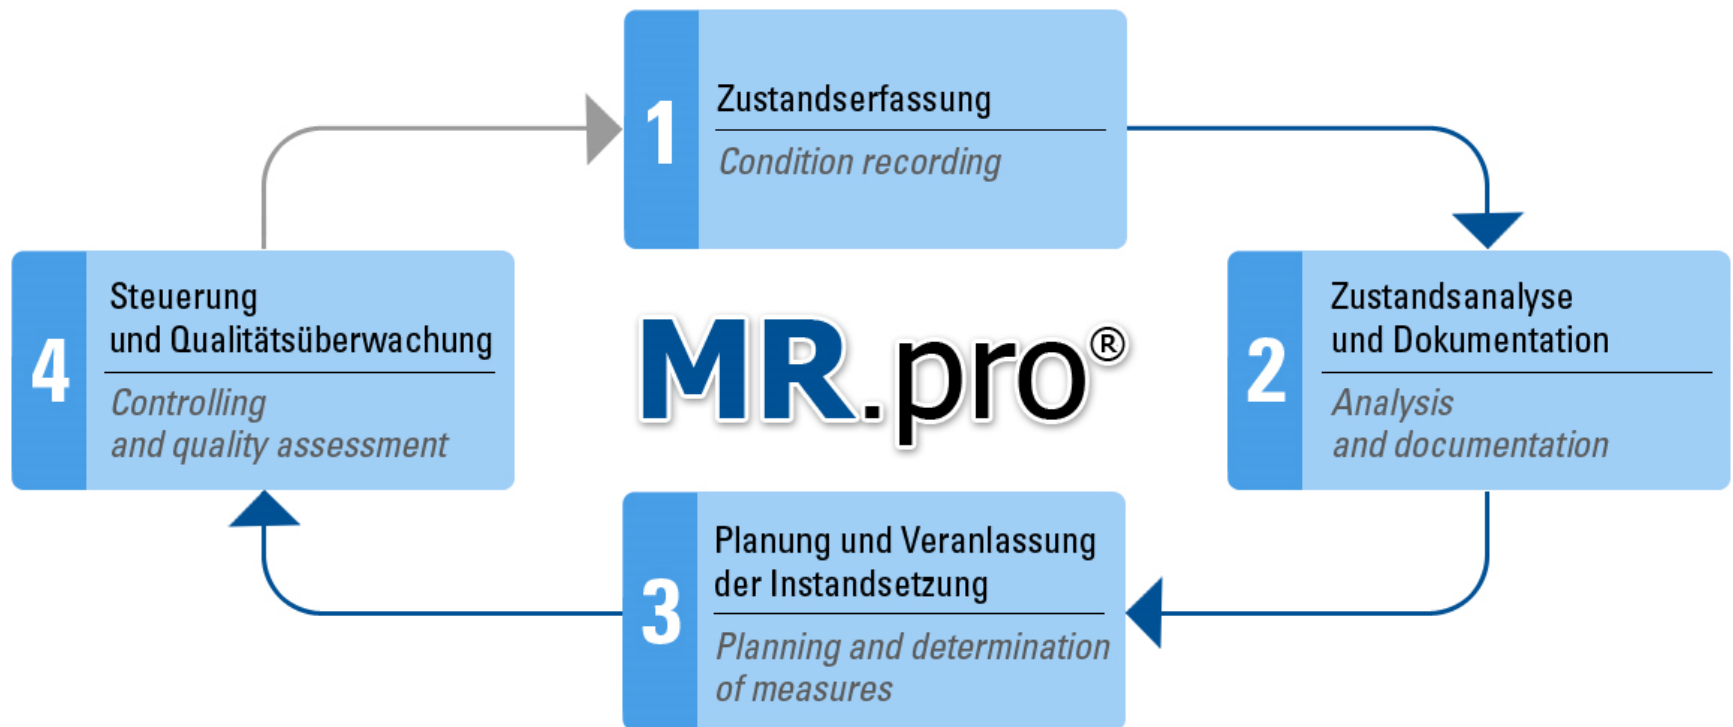 1
Zustandserfassung
Condition recording
2
Zustandsanalyse
und Dokumentation
Analysis
and documentation
3
Planung und Veranlassung
der Instandsetzung
Planning and determination
of measures
4
Steuerung
und Qualitätsüberwachung
Controlling
and quality assessment
MR.pro®